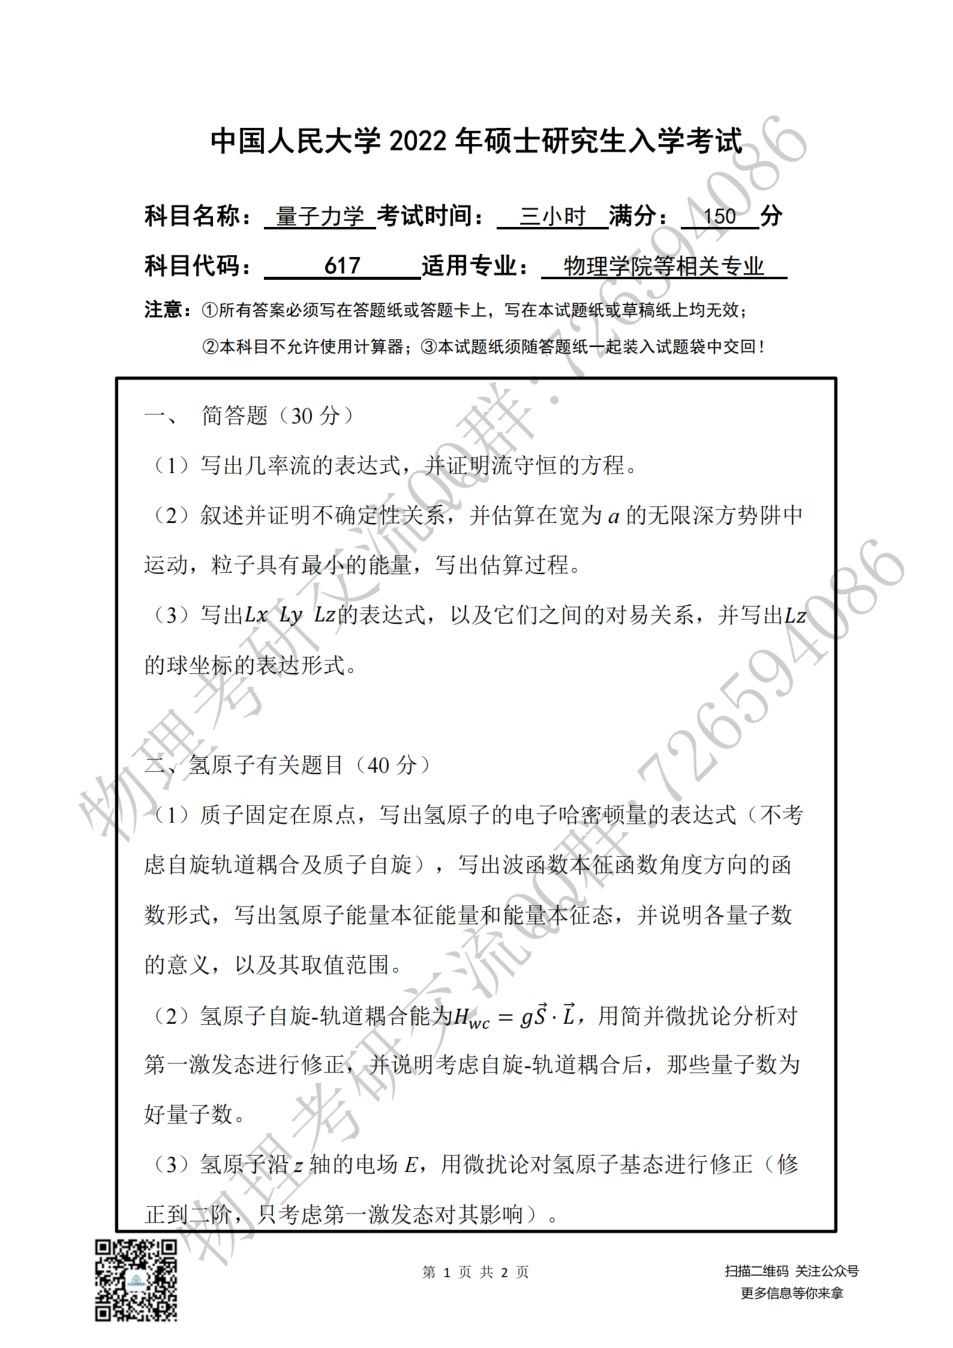 中国人民大学 2022 年硕士研究生入学考试
科目名称： 量子力学 考试时间： 三小时 满分： 150 分
科目代码： 617 适用专业： 物理学院等相关专业
注意：①所有答案必须写在答题纸或答题卡上，写在本试题纸或草稿纸上均无效；
②本科目不允许使用计算器；③本试题纸须随答题纸一起装入试题袋中交回！
一、 简答题（30 分）
（1）写出几率流的表达式，并证明流守恒的方程。
（2）叙述并证明不确定性关系，并估算在宽为 a 的无限深方势阱中
运动，粒子具有最小的能量，写出估算过程。
（3）写出Lx Ly Lz的表达式，以及它们之间的对易关系，并写出Lz
的球坐标的表达形式。
二、氢原子有关题目（40 分）
（1）质子固定在原点，写出氢原子的电子哈密顿量的表达式（不考
虑自旋轨道耦合及质子自旋），写出波函数本征函数角度方向的函
数形式，写出氢原子能量本征能量和能量本征态，并说明各量子数
的意义，以及其取值范围。
（2）氢原子自旋-轨道耦合能为H_{wc} = g\vec{S} · \vec{L}，用简并微扰论分析对
第一激发态进行修正，并说明考虑自旋-轨道耦合后，那些量子数为
好量子数。
（3）氢原子沿 z 轴的电场 E，用微扰论对氢原子基态进行修正（修
正到二阶，只考虑第一激发态对其影响）。
第 1 页 共 2 页
扫描二维码 关注公众号
更多信息等你来拿
物理考研交流QQ群：726594086
物理考研交流QQ群：726594086